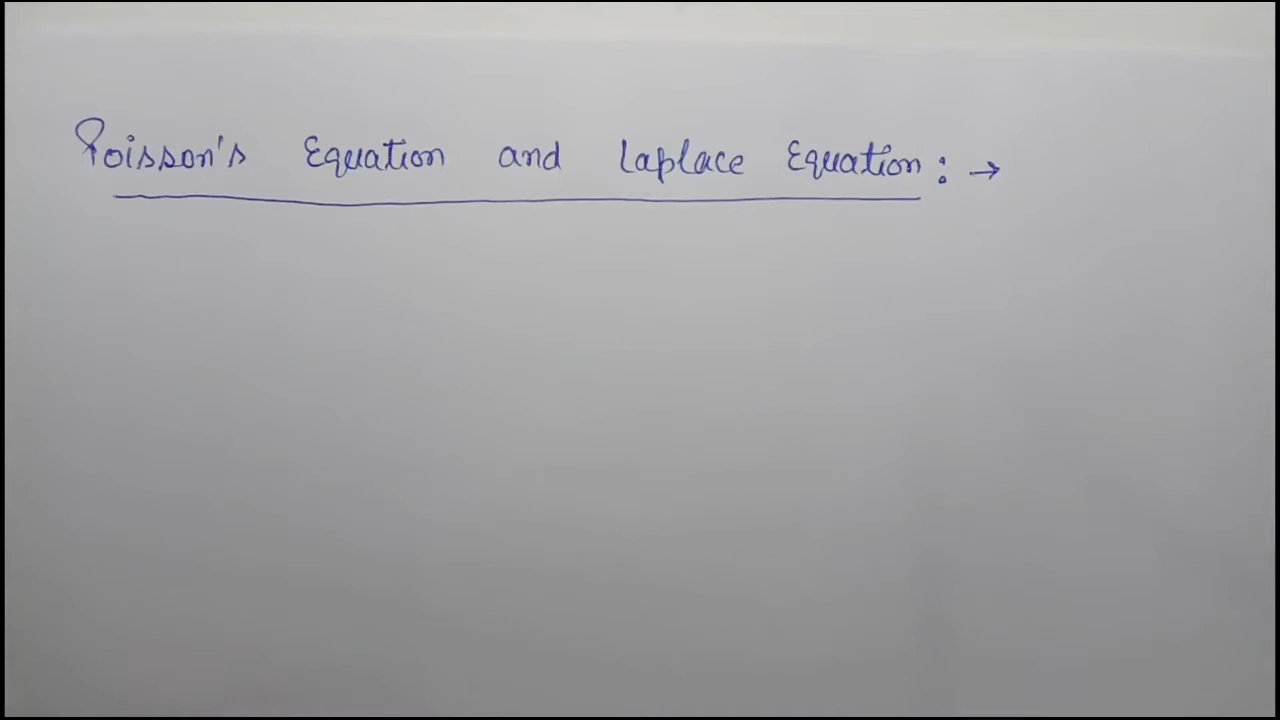 Poisson's Equation and Laplace Equation : →